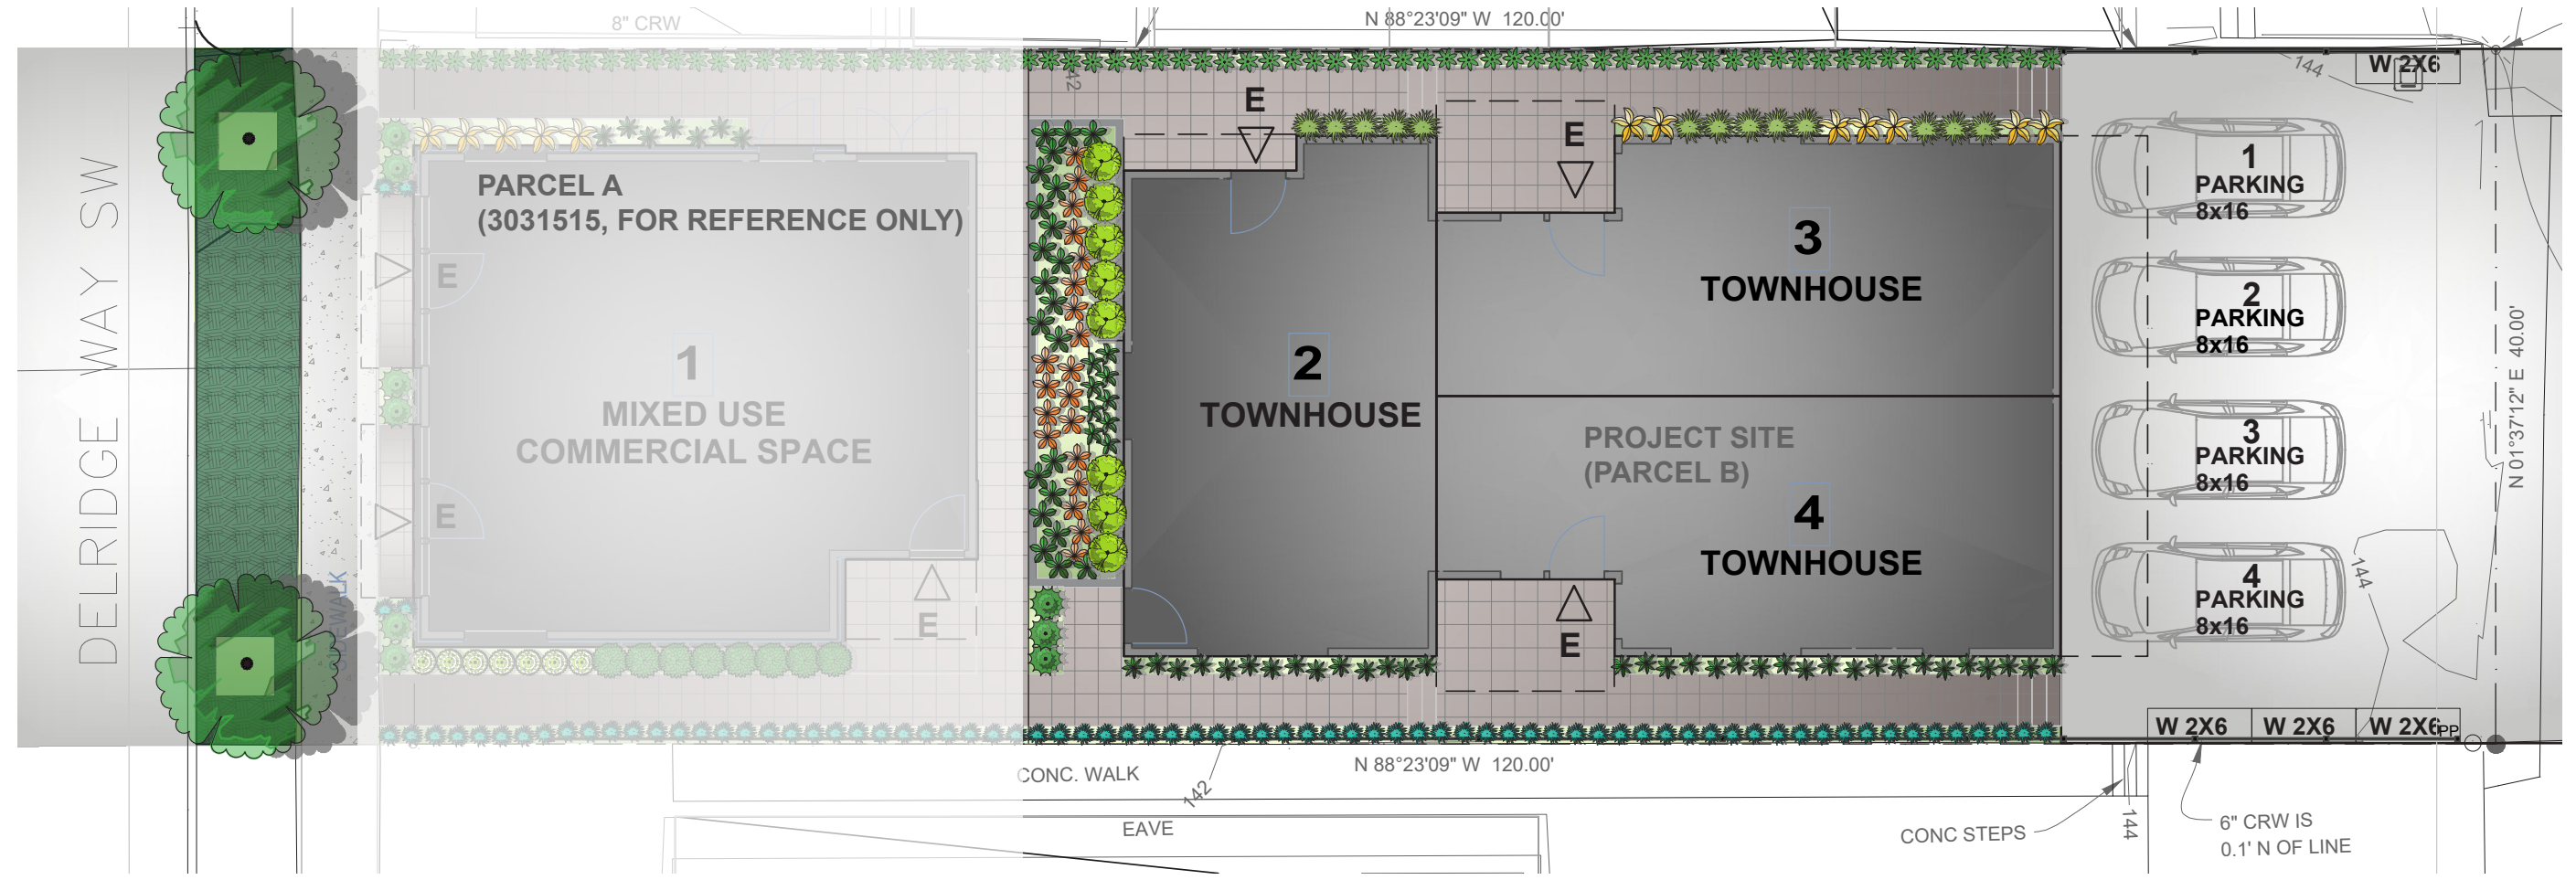 8" CRW
N 88°23'09" W 120.00'
W 2X6
144
42
E
E
DELRIDGE WAY SW
PARCEL A
(3031515, FOR REFERENCE ONLY)
E
1
MIXED USE
COMMERCIAL SPACE
E
E
2
TOWNHOUSE
3
TOWNHOUSE
PROJECT SITE
(PARCEL B)
4
TOWNHOUSE
E
1
PARKING
8x16
2
PARKING
8x16
3
PARKING
8x16
4
PARKING
8x16
N 01°37'12" E 40.00'
144
W 2X6
W 2X6
W 2X6
PP
CONC. WALK
142
N 88°23'09" W 120.00'
EAVE
CONC STEPS
144
6" CRW IS
0.1' N OF LINE